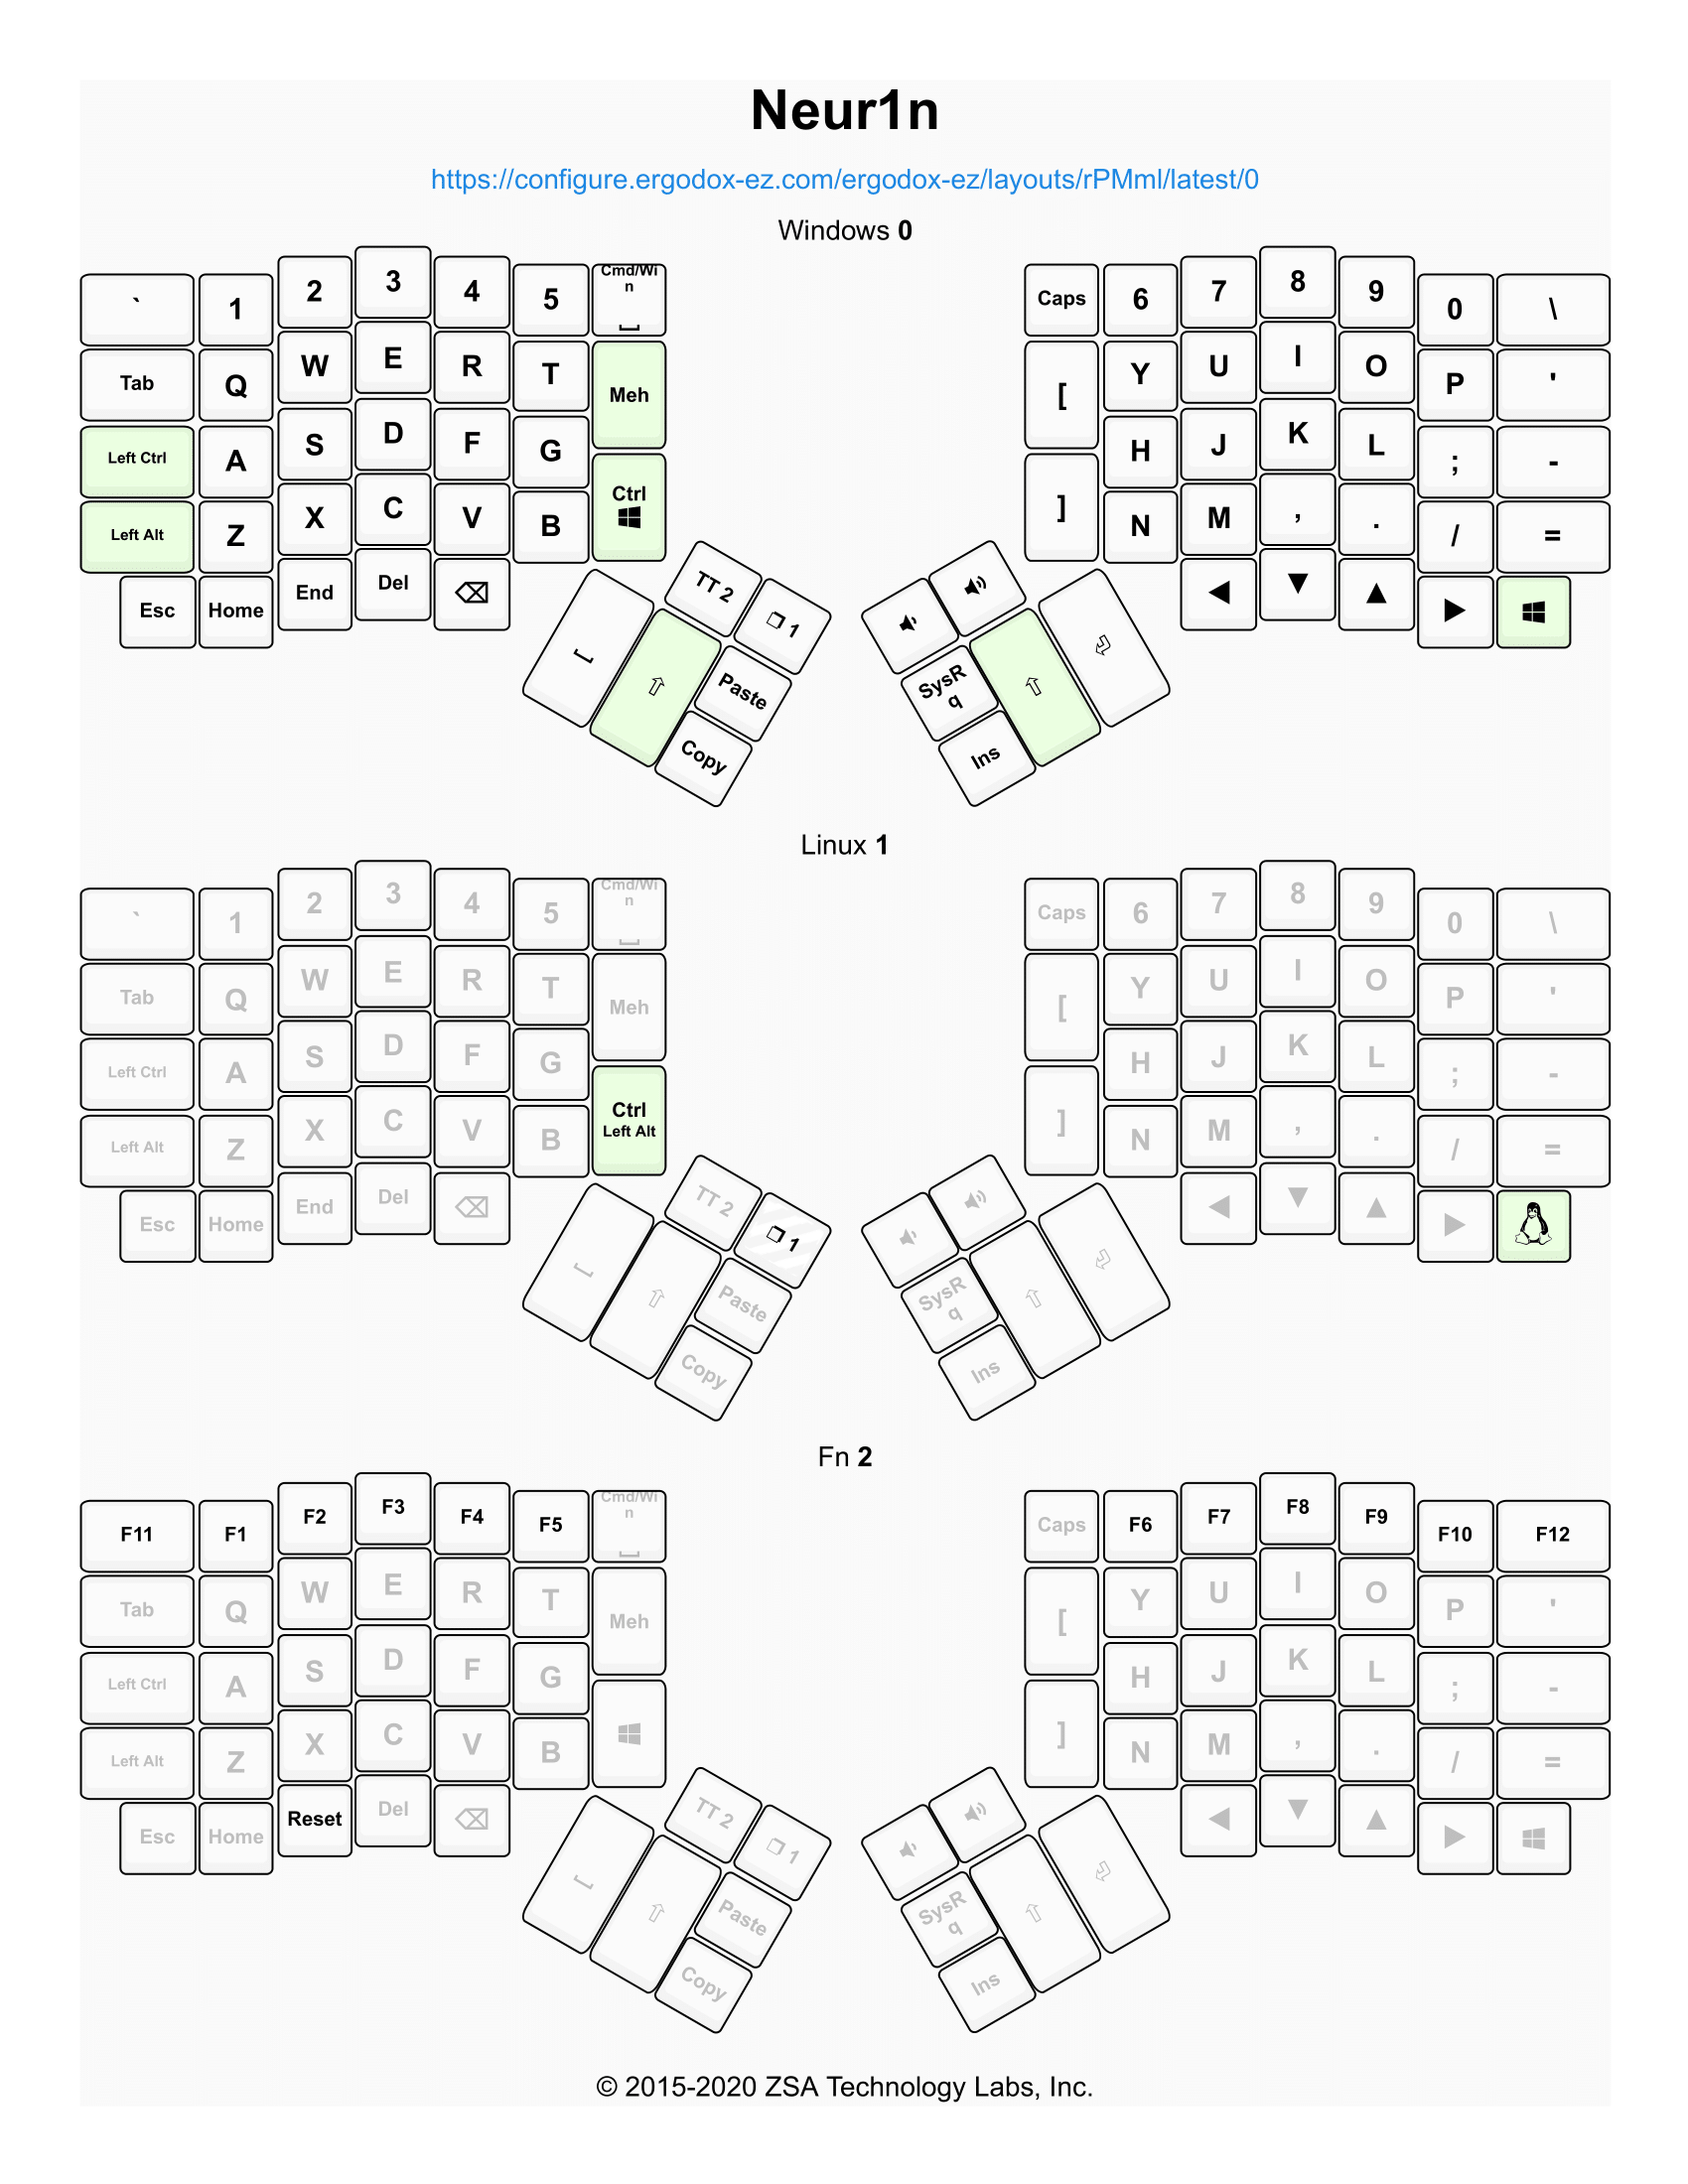 Neur1n
https://configure.ergodox-ez.com/ergodox-ez/layouts/rPMml/latest/0
Windows 0
` 1 2 3 4 5 Cmd/Win
Caps 6 7 8 9 0 \
Tab Q W E R T Meh
[ Y U I O P '
Left Ctrl A S D F G
H J K L ; -
Left Alt Z X C V B Ctrl
] N M , . / =
Esc Home End Del
TT 2 1
Paste
Copy
SysRq
Ins
Linux 1
` 1 2 3 4 5 Cmd/Win
Caps 6 7 8 9 0 \
Tab Q W E R T Meh
[ Y U I O P '
Left Ctrl A S D F G
H J K L ; -
Left Alt Z X C V B Ctrl Left Alt
] N M , . / =
Esc Home End Del
TT 2 1
Paste
Copy
SysRq
Ins
Fn 2
F11 F1 F2 F3 F4 F5 Cmd/Win
Caps F6 F7 F8 F9 F10 F12
Tab Q W E R T Meh
[ Y U I O P '
Left Ctrl A S D F G
H J K L ; -
Left Alt Z X C V B
] N M , . / =
Esc Home Reset Del
TT 2 1
Paste
Copy
SysRq
Ins
© 2015-2020 ZSA Technology Labs, Inc.